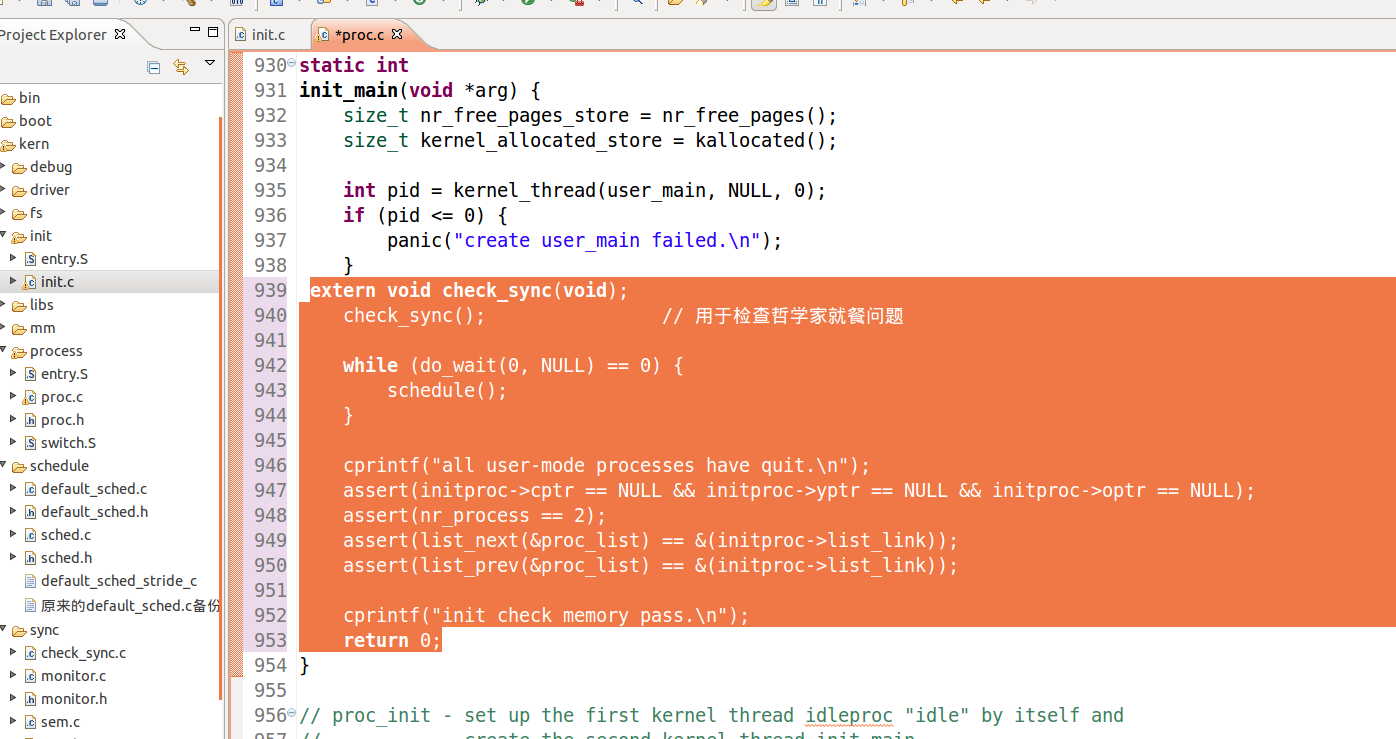 Project Explorer
init.c
*proc.c
bin
boot
kern
debug
driver
fs
init
entry.S
init.c
libs
mm
process
entry.S
proc.c
proc.h
switch.S
schedule
default_sched.c
default_sched.h
sched.c
sched.h
default_sched_stride_c
原来的default_sched.c备份
sync
check_sync.c
monitor.c
monitor.h
sem.c
930 static int
931 init_main(void *arg) {
932 size_t nr_free_pages_store = nr_free_pages();
933 size_t kernel_allocated_store = kallocated();
934
935 int pid = kernel_thread(user_main, NULL, 0);
936 if (pid <= 0) {
937 panic("create user_main failed.\n");
938 }
939 extern void check_sync(void);
940 check_sync(); // 用于检查哲学家就餐问题
941
942 while (do_wait(0, NULL) == 0) {
943 schedule();
944 }
945
946 cprintf("all user-mode processes have quit.\n");
947 assert(initproc->cptr == NULL && initproc->yptr == NULL && initproc->optr == NULL);
948 assert(nr_process == 2);
949 assert(list_next(&proc_list) == &(initproc->list_link));
950 assert(list_prev(&proc_list) == &(initproc->list_link));
951
952 cprintf("init check memory pass.\n");
953 return 0;
954 }
955
956 // proc_init - set up the first kernel thread idleproc "idle" by itself and
957 // create the second kernel thread init_main